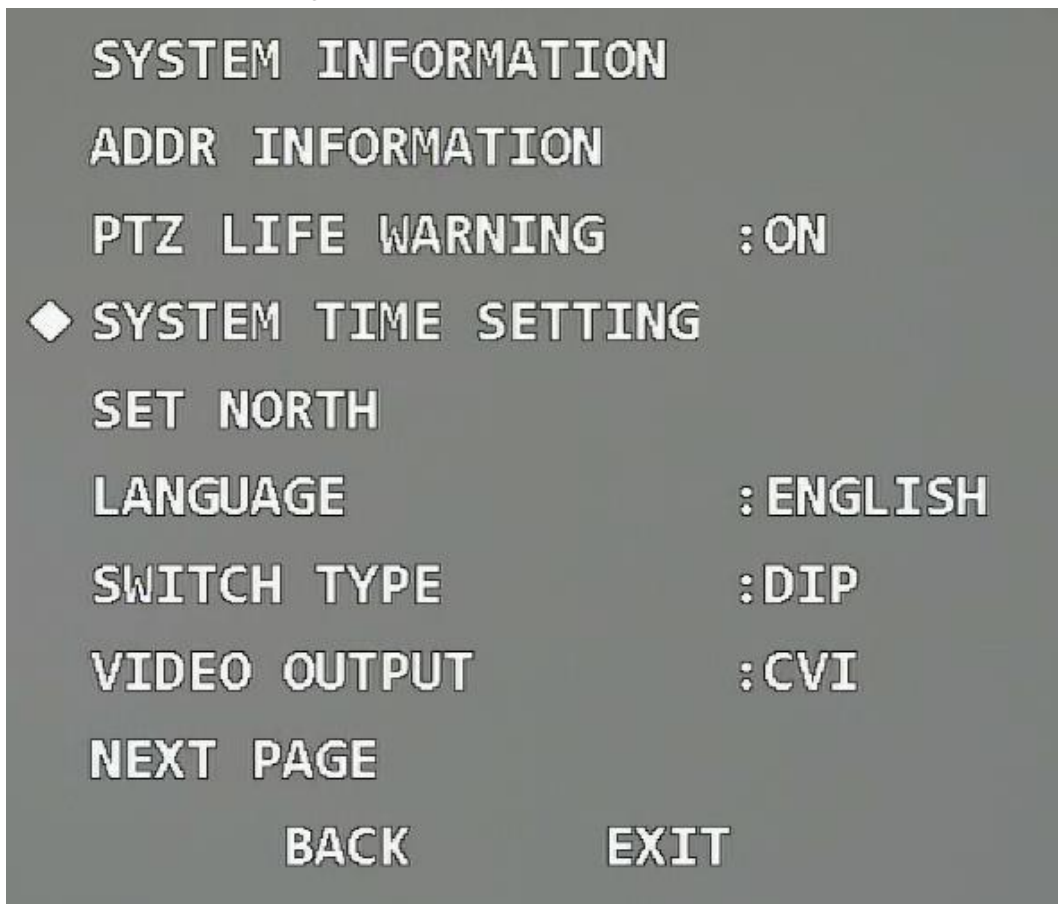 SYSTEM INFORMATION
ADDR INFORMATION
PTZ LIFE WARNING :ON
SYSTEM TIME SETTING
SET NORTH
LANGUAGE :ENGLISH
SWITCH TYPE :DIP
VIDEO OUTPUT :CVI
NEXT PAGE
BACK EXIT